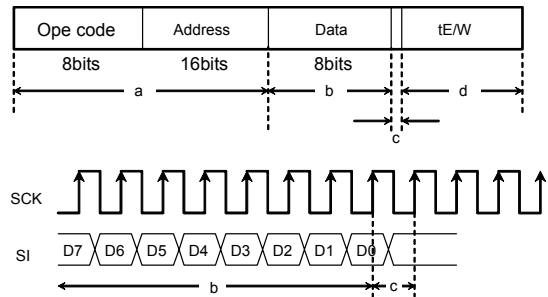 Ope code Address Data tE/W
8bits 16bits 8bits
a b d
c
SCK
SI D7 D6 D5 D4 D3 D2 D1 D0
b c